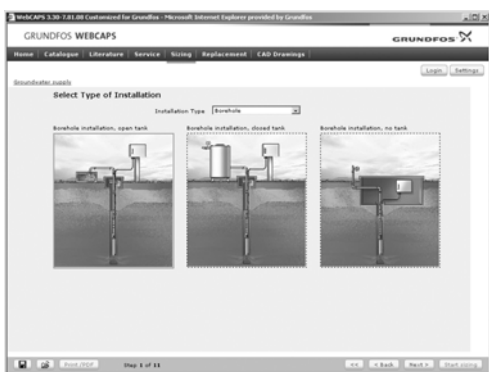 WebCAPS 3.30-7.01.08 Customized for Grundfos - Microsoft Internet Explorer provided by Grundfos
GRUNDFOS WEBCAPS
GRUNDFOS
Home Catalogue Literature Service Sizing Replacement CAD Drawings
Login Settings
Groundwater supply
Select Type of Installation
Installation Type Borehole
Borehole installation, open tank
Borehole installation, closed tank
Borehole installation, no tank
Print/PDF Step 1 of 11 << < Back Next > Start sizing